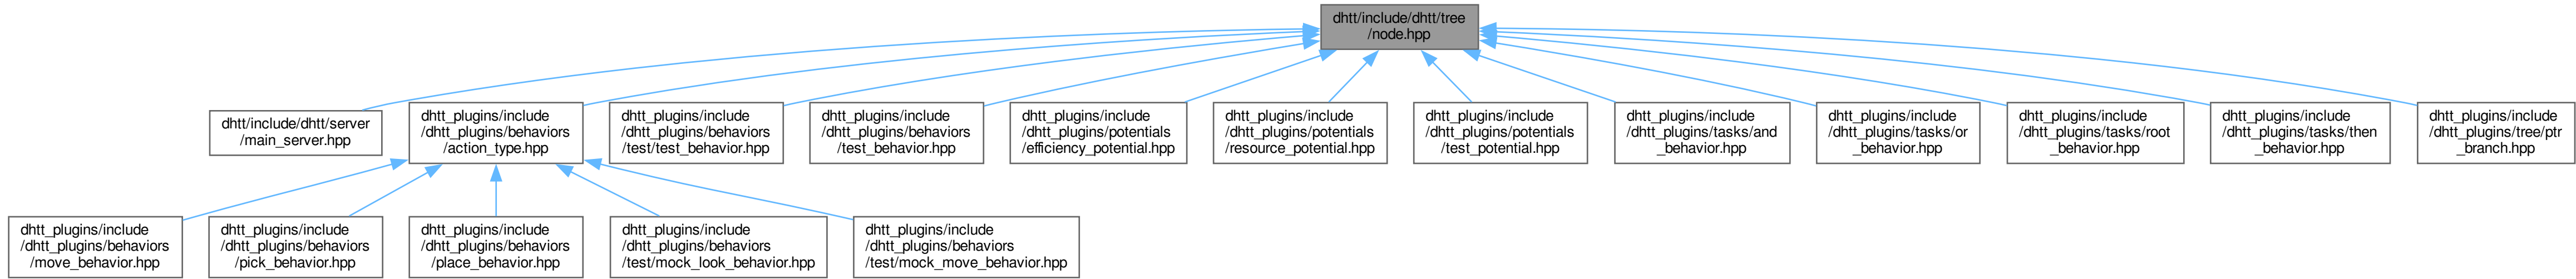 dhtt/include/dhtt/tree
/node.hpp
dhtt/include/dhtt/server
/main_server.hpp
dhtt_plugins/include
/dhtt_plugins/behaviors
/action_type.hpp
dhtt_plugins/include
/dhtt_plugins/behaviors
/test/test_behavior.hpp
dhtt_plugins/include
/dhtt_plugins/behaviors
/test_behavior.hpp
dhtt_plugins/include
/dhtt_plugins/potentials
/efficiency_potential.hpp
dhtt_plugins/include
/dhtt_plugins/potentials
/resource_potential.hpp
dhtt_plugins/include
/dhtt_plugins/potentials
/test_potential.hpp
dhtt_plugins/include
/dhtt_plugins/tasks/and
_behavior.hpp
dhtt_plugins/include
/dhtt_plugins/tasks/or
_behavior.hpp
dhtt_plugins/include
/dhtt_plugins/tasks/root
_behavior.hpp
dhtt_plugins/include
/dhtt_plugins/tasks/then
_behavior.hpp
dhtt_plugins/include
/dhtt_plugins/tree/ptr
_branch.hpp
dhtt_plugins/include
/dhtt_plugins/behaviors
/move_behavior.hpp
dhtt_plugins/include
/dhtt_plugins/behaviors
/pick_behavior.hpp
dhtt_plugins/include
/dhtt_plugins/behaviors
/place_behavior.hpp
dhtt_plugins/include
/dhtt_plugins/behaviors
/test/mock_look_behavior.hpp
dhtt_plugins/include
/dhtt_plugins/behaviors
/test/mock_move_behavior.hpp